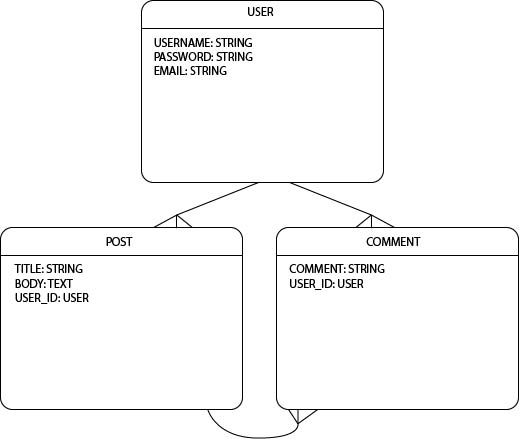 USER
USERNAME: STRING
PASSWORD: STRING
EMAIL: STRING
POST
TITLE: STRING
BODY: TEXT
USER_ID: USER
COMMENT
COMMENT: STRING
USER_ID: USER